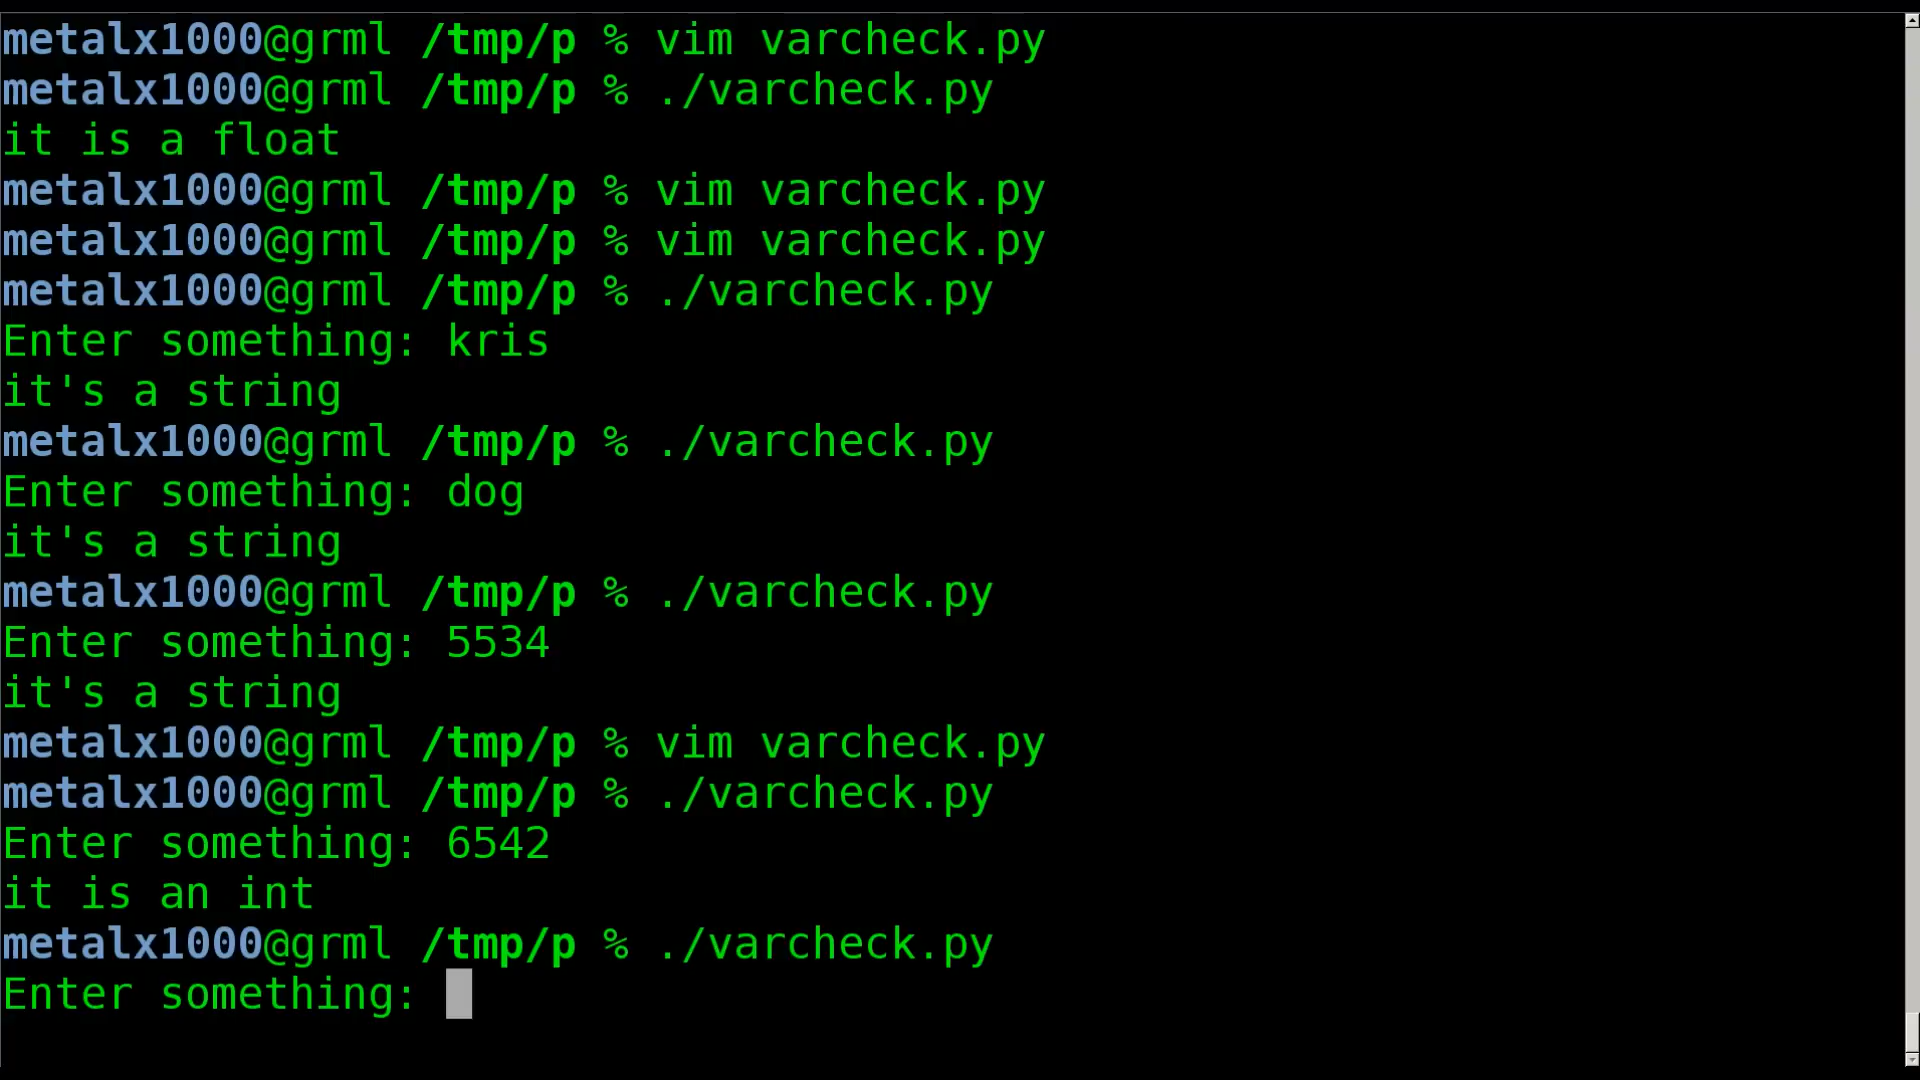 metalx1000@grml /tmp/p % vim varcheck.py
metalx1000@grml /tmp/p % ./varcheck.py
it is a float
metalx1000@grml /tmp/p % vim varcheck.py
metalx1000@grml /tmp/p % vim varcheck.py
metalx1000@grml /tmp/p % ./varcheck.py
Enter something: kris
it's a string
metalx1000@grml /tmp/p % ./varcheck.py
Enter something: dog
it's a string
metalx1000@grml /tmp/p % ./varcheck.py
Enter something: 5534
it's a string
metalx1000@grml /tmp/p % vim varcheck.py
metalx1000@grml /tmp/p % ./varcheck.py
Enter something: 6542
it is an int
metalx1000@grml /tmp/p % ./varcheck.py
Enter something: